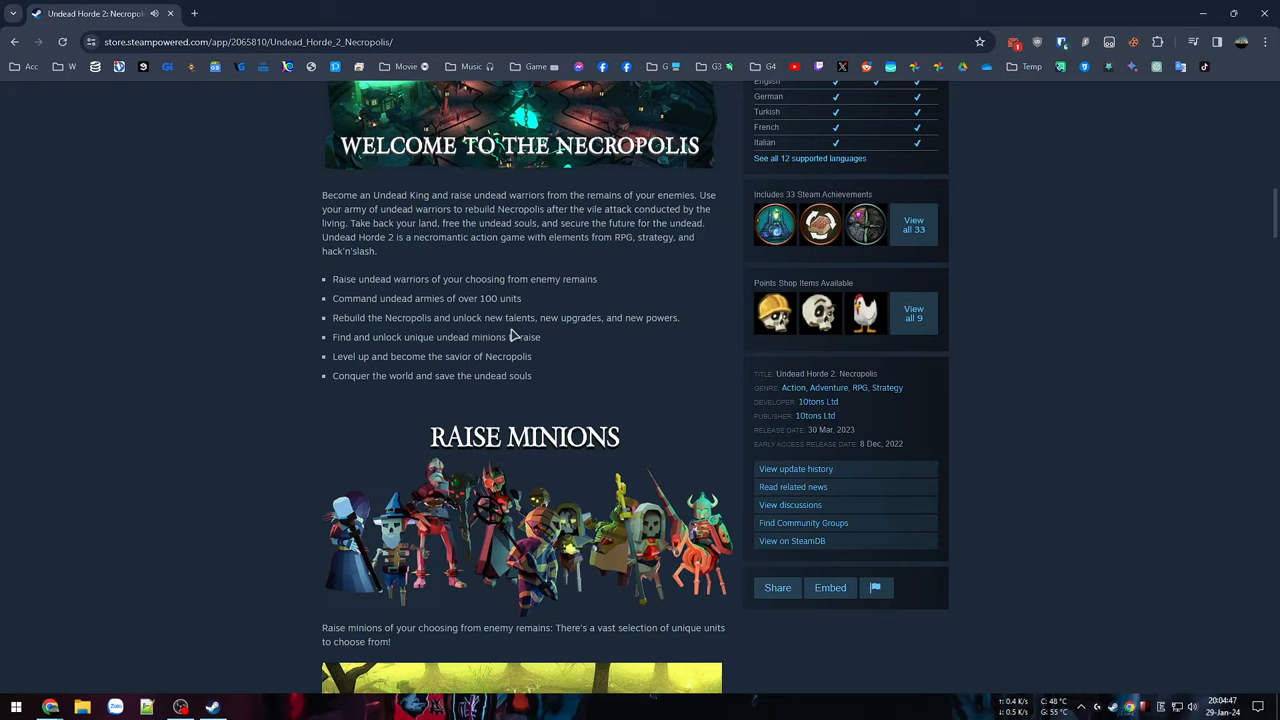 Undead Horde 2: Necropoli
store.steampowered.com/app/2065810/Undead_Horde_2_Necropolis/
Acc
W
Movie
Music
Game
G
G3
G4
Temp
WELCOME TO THE NECROPOLIS
Become an Undead King and raise undead warriors from the remains of your enemies. Use
your army of undead warriors to rebuild Necropolis after the vile attack conducted by the
living. Take back your land, free the undead souls, and secure the future for the undead.
Undead Horde 2 is a necromantic action game with elements from RPG, strategy, and
hack'n'slash.
Raise undead warriors of your choosing from enemy remains
Command undead armies of over 100 units
Rebuild the Necropolis and unlock new talents, new upgrades, and new powers.
Find and unlock unique undead minions raise
Level up and become the savior of Necropolis
Conquer the world and save the undead souls
RAISE MINIONS
Raise minions of your choosing from enemy remains: There's a vast selection of unique units
to choose from!
English
German
Turkish
French
Italian
See all 12 supported languages
Includes 33 Steam Achievements
View
all 33
Points Shop Items Available
View
all 9
TITLE: Undead Horde 2: Necropolis
GENRE: Action, Adventure, RPG, Strategy
DEVELOPER: 10tons Ltd
PUBLISHER: 10tons Ltd
RELEASE DATE: 30 Mar, 2023
EARLY ACCESS RELEASE DATE: 8 Dec, 2022
View update history
Read related news
View discussions
Find Community Groups
View on SteamDB
Share
Embed
Zalo
↑: 0.4 K/s
↓: 0.5 K/s
C: 48 °C
G: 55 °C
20:04:47
29-Jan-24